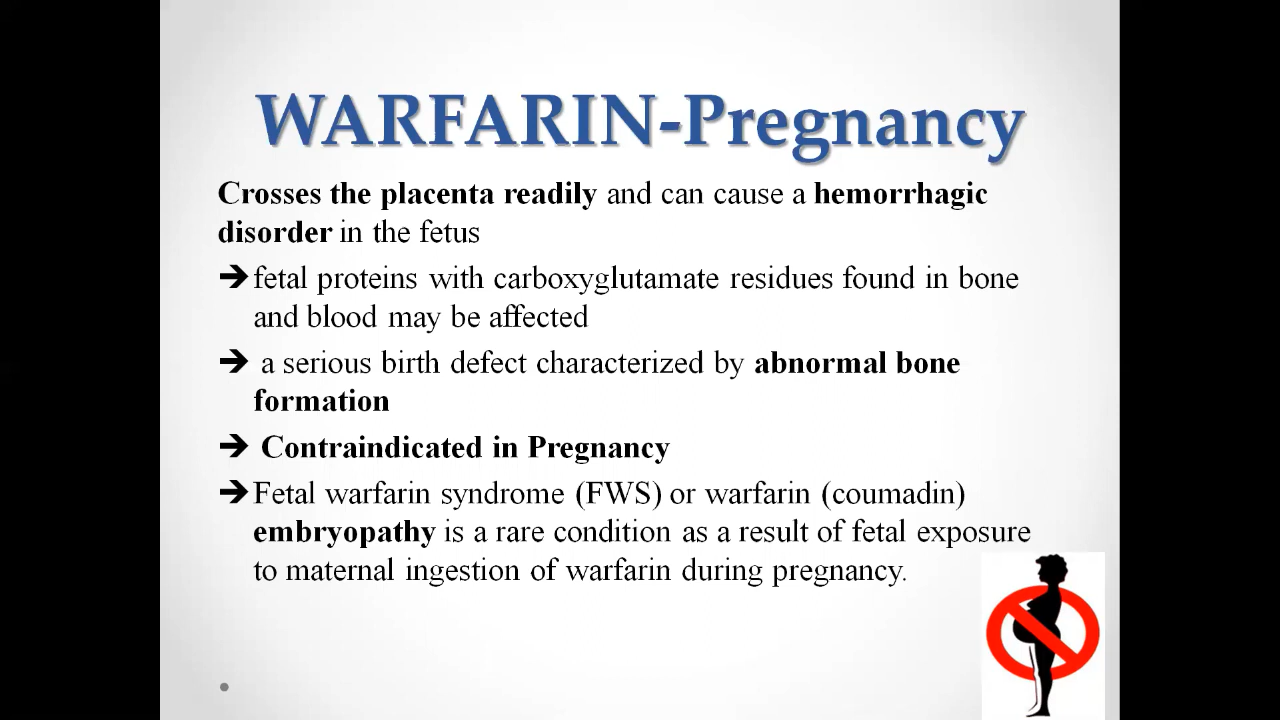 WARFARIN-Pregnancy
Crosses the placenta readily and can cause a hemorrhagic
disorder in the fetus
➔ fetal proteins with carboxyglutamate residues found in bone
and blood may be affected
➔ a serious birth defect characterized by abnormal bone
formation
➔ Contraindicated in Pregnancy
➔ Fetal warfarin syndrome (FWS) or warfarin (coumadin)
embryopathy is a rare condition as a result of fetal exposure
to maternal ingestion of warfarin during pregnancy.